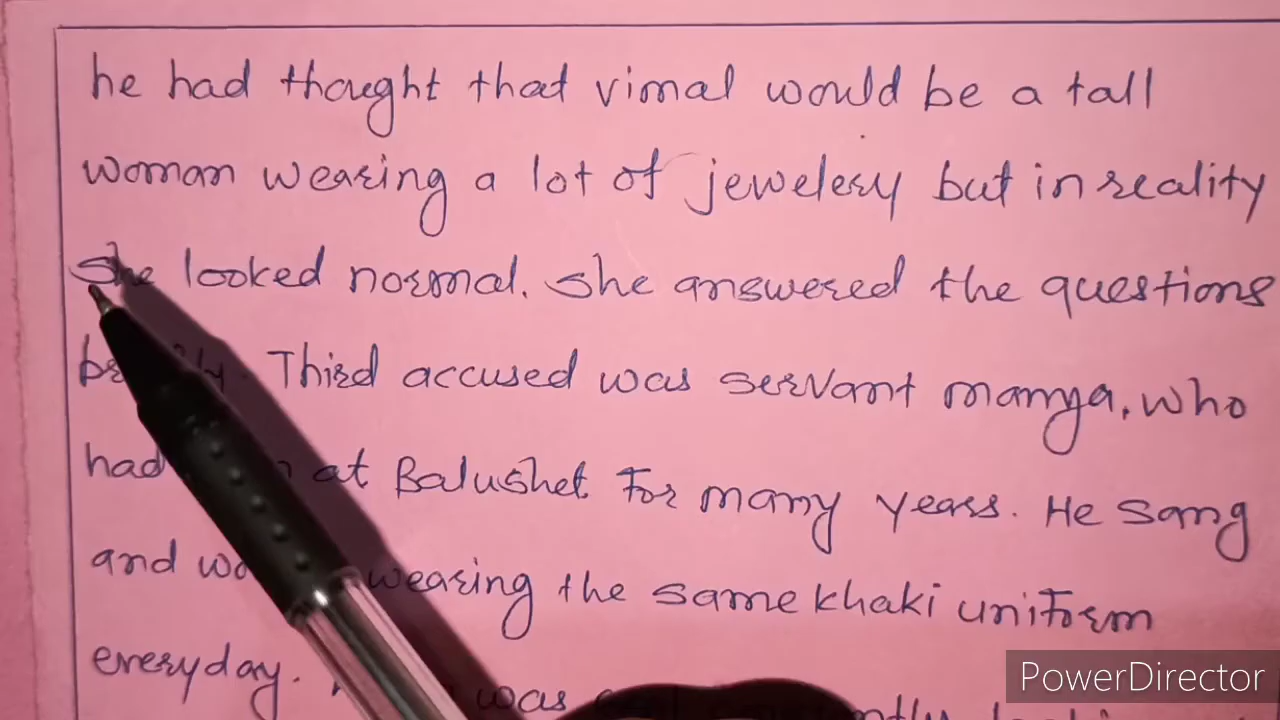 he had thought that vimal would be a tall
woman wearing a lot of jewelery but in reality
She looked normal. She answered the questions
Third accused was servant manya, who
had at Balushet For many years. He sang
and wearing the same khaki uniform
everyday. was
PowerDirector